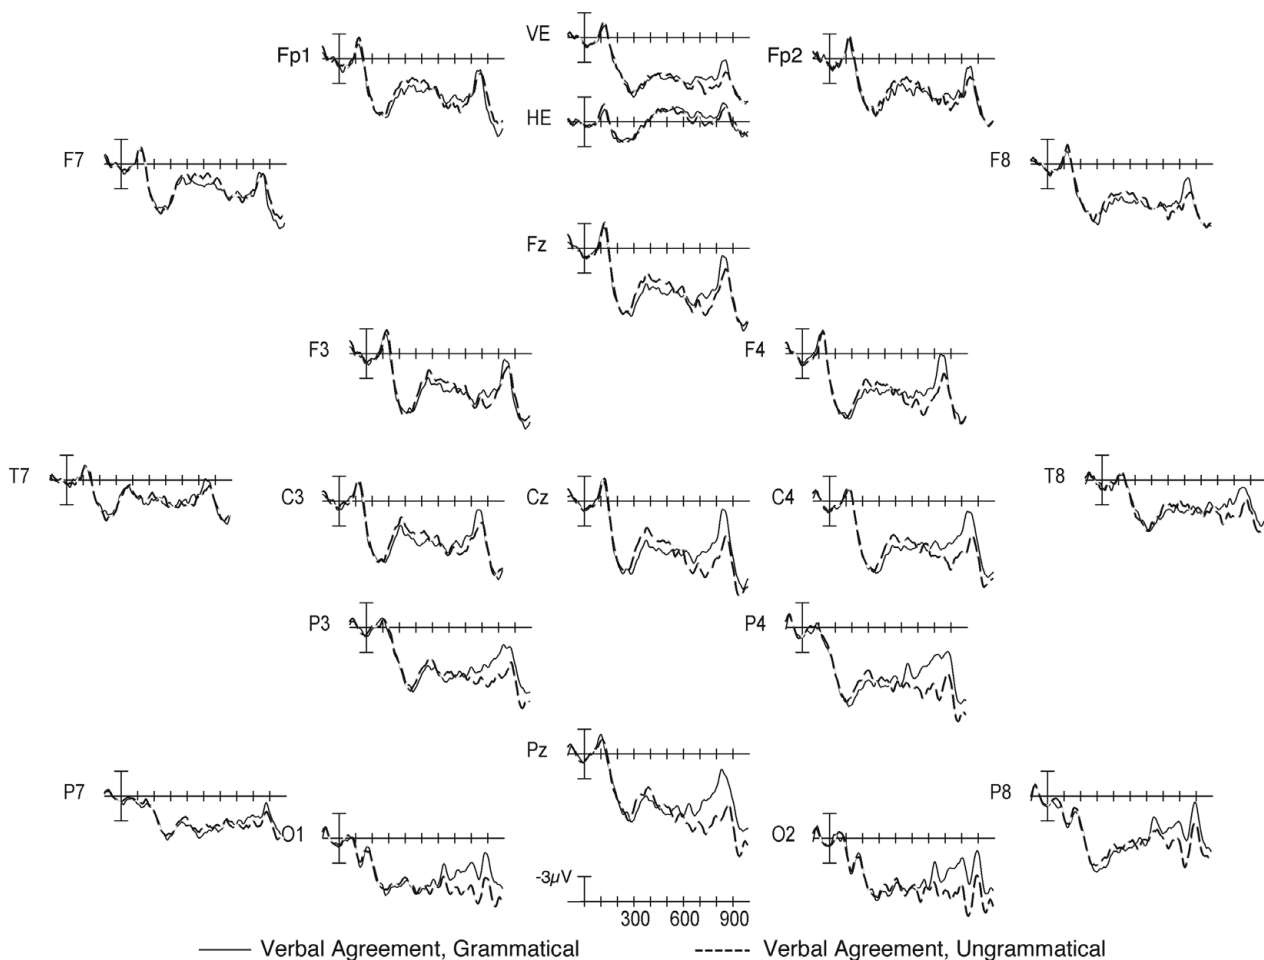 VE
Fp1
Fp2
HE
F7
F8
Fz
F3
F4
T7
C3
Cz
C4
T8
P3
P4
Pz
P7
P8
O1
O2
-3µV
300 600 900
Verbal Agreement, Grammatical
Verbal Agreement, Ungrammatical